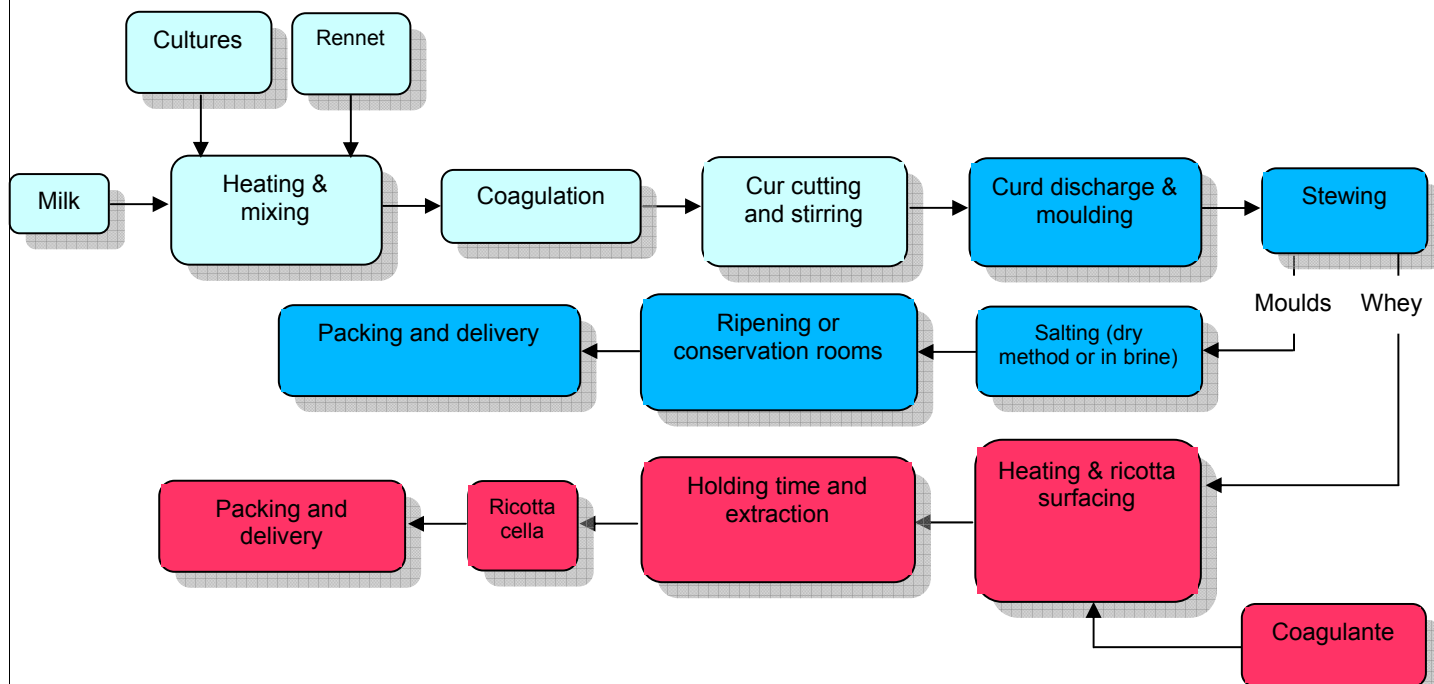 Cultures
Rennet
Milk
Heating &
mixing
Coagulation
Cur cutting
and stirring
Curd discharge &
moulding
Stewing
Moulds
Whey
Packing and delivery
Ripening or
conservation rooms
Salting (dry
method or in brine)
Packing and
delivery
Ricotta
cella
Holding time and
extraction
Heating & ricotta
surfacing
Coagulante